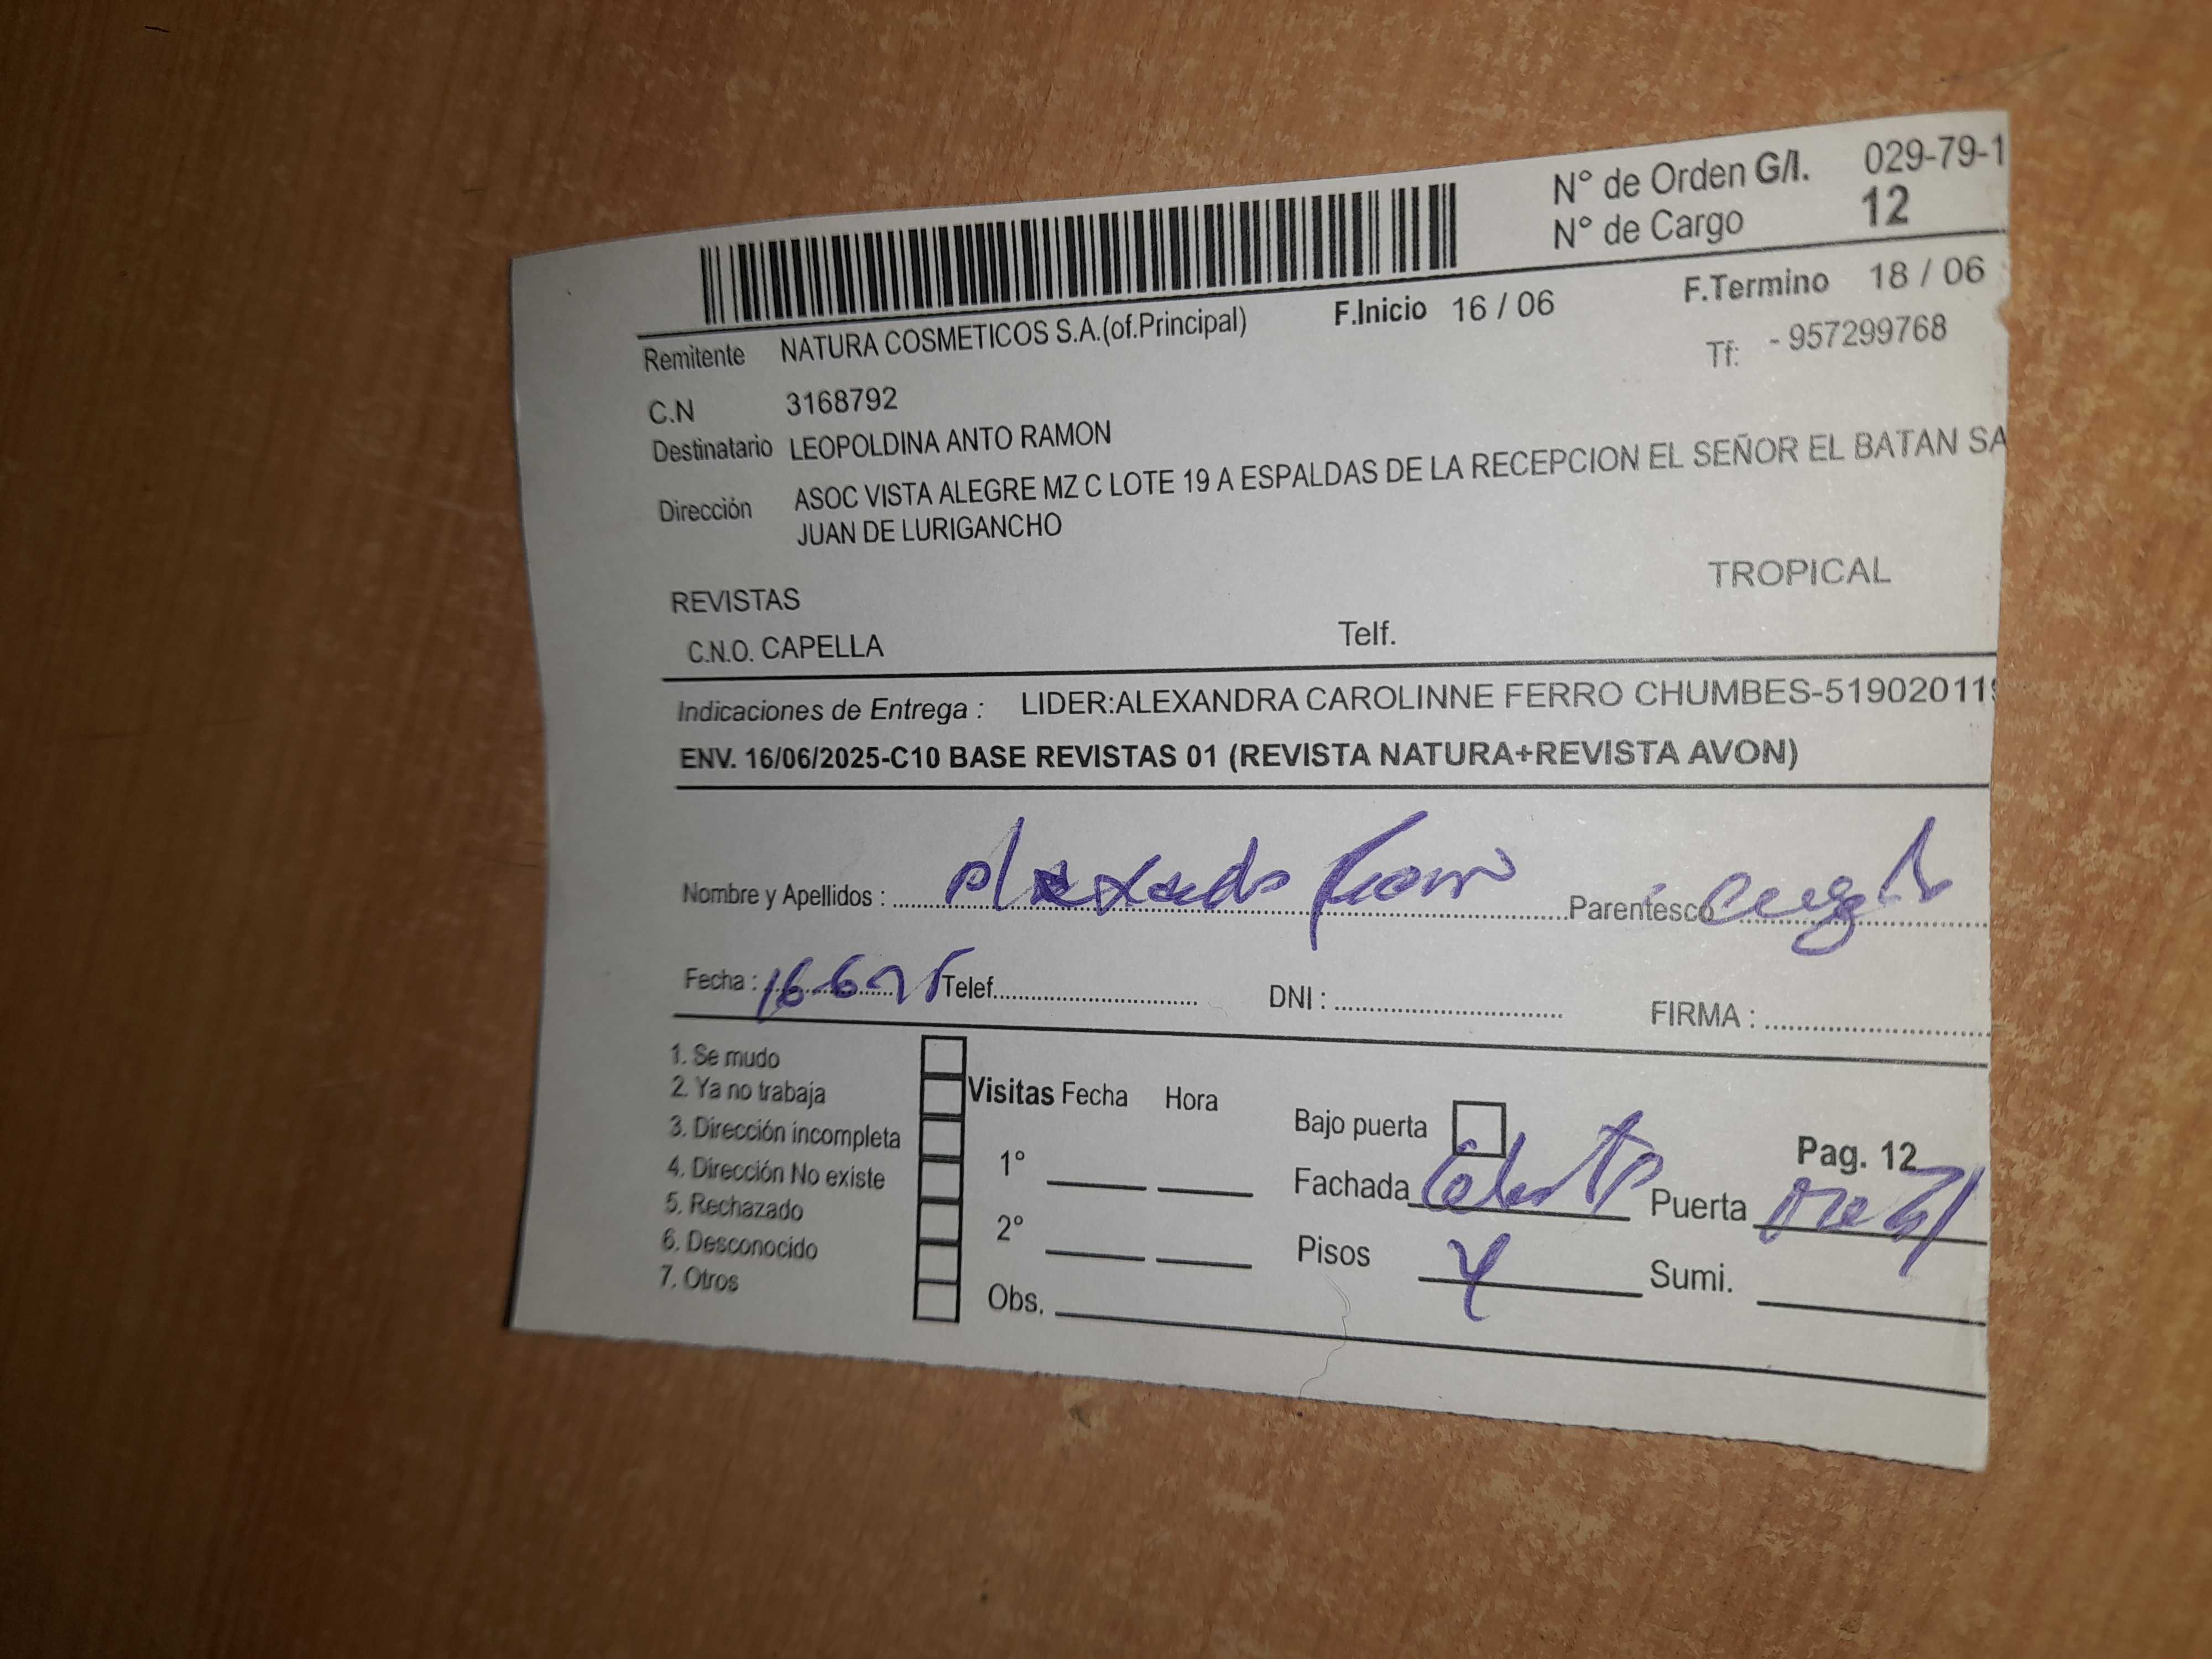 N° de Orden G/I. 029-79-1
N° de Cargo 12
F.Inicio 16 / 06 F.Termino 18 / 06
Remitente NATURA COSMETICOS S.A.(of.Principal) Tf: - 957299768
C.N 3168792
Destinatario LEOPOLDINA ANTO RAMON
Dirección ASOC VISTA ALEGRE MZ C LOTE 19 A ESPALDAS DE LA RECEPCION EL SEÑOR EL BATAN SA
JUAN DE LURIGANCHO
TROPICAL
REVISTAS
C.N.O. CAPELLA Telf.
Indicaciones de Entrega : LIDER:ALEXANDRA CAROLINNE FERRO CHUMBES-519020119
ENV. 16/06/2025-C10 BASE REVISTAS 01 (REVISTA NATURA+REVISTA AVON)
Nombre y Apellidos : Parentesco
Fecha : Telef. DNI : FIRMA :
1. Se mudo
2. Ya no trabaja
3. Dirección incompleta
4. Dirección No existe
5. Rechazado
6. Desconocido
7. Otros
Visitas Fecha Hora
1°
2°
Obs.
Bajo puerta Pag. 12
Fachada Puerta
Pisos 4 Sumi.